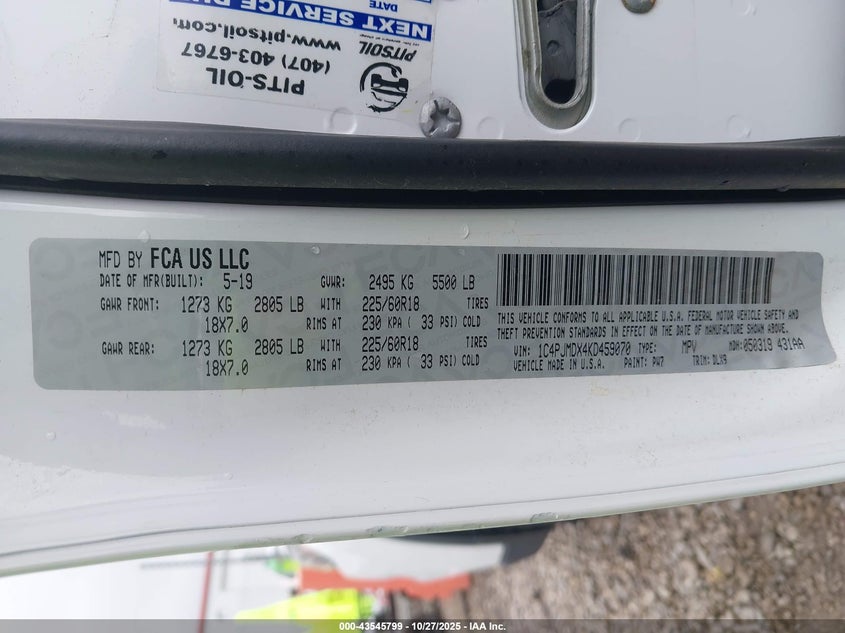 DATE
NEXT SERVICE DUE
PITSOIL
www.pitsoil.com
(407) 403-6767
PITS-OIL
MFD BY FCA US LLC
DATE OF MFR(BUILT): 5-19 GVWR: 2495 KG 5500 LB
GAWR FRONT: 1273 KG 2805 LB WITH 225/60R18 TIRES
18X7.0 RIMS AT 230 KPA ( 33 PSI) COLD
GAWR REAR: 1273 KG 2805 LB WITH 225/60R18 TIRES
18X7.0 RIMS AT 230 KPA ( 33 PSI) COLD
THIS VEHICLE CONFORMS TO ALL APPLICABLE U.S.A. FEDERAL MOTOR VEHICLE SAFETY AND
THEFT PREVENTION STANDARDS IN EFFECT ON THE DATE OF MANUFACTURE SHOWN ABOVE.
VIN: 1C4PJMDX4KD459070 TYPE: MPV MDH: 050319 431AA
VEHICLE MADE IN U.S.A. PAINT: PW7 TRIM: DLX9
000-43545799 - 10/27/2025 - IAA Inc.